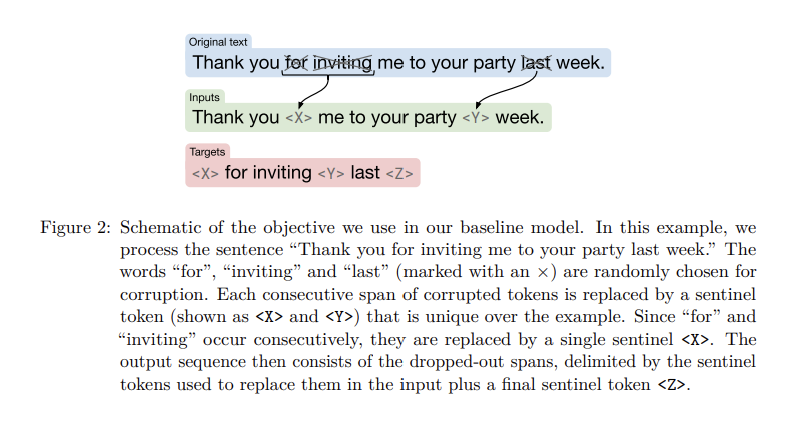 Original text
Thank you for inviting me to your party last week.
Inputs
Thank you <X> me to your party <Y> week.
Targets
<X> for inviting <Y> last <Z>
Figure 2: Schematic of the objective we use in our baseline model. In this example, we
process the sentence “Thank you for inviting me to your party last week.” The
words “for”, “inviting” and “last” (marked with an ×) are randomly chosen for
corruption. Each consecutive span of corrupted tokens is replaced by a sentinel
token (shown as <X> and <Y>) that is unique over the example. Since “for” and
“inviting” occur consecutively, they are replaced by a single sentinel <X>. The
output sequence then consists of the dropped-out spans, delimited by the sentinel
tokens used to replace them in the input plus a final sentinel token <Z>.